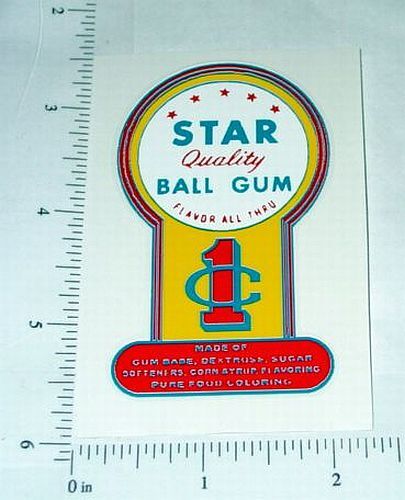 STAR
Quality
BALL GUM
FLAVOR ALL THRU
1¢
MADE OF
GUM BASE, DEXTROSE, SUGAR
SOFTENERS, CORN SYRUP, FLAVORING
PURE FOOD COLORING
2
3
4
5
6
0 in
1
2